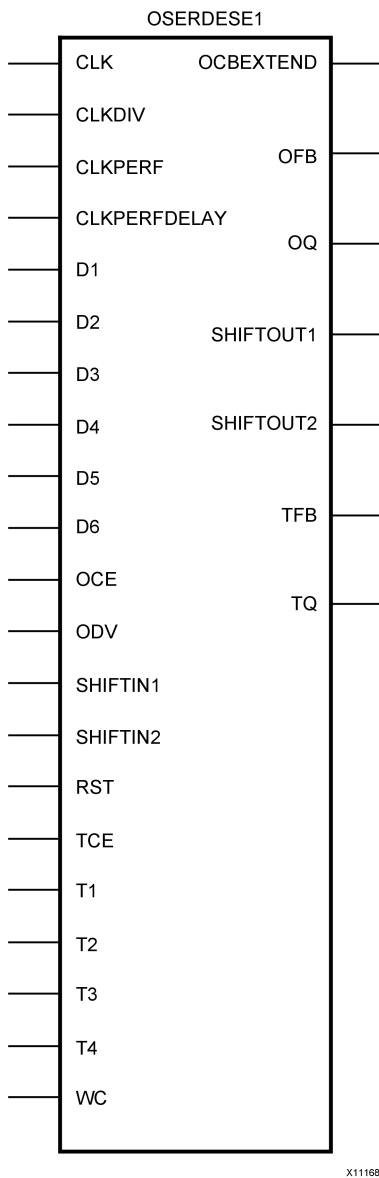 OSERDESE1
CLK
OCBEXTEND
CLKDIV
OFB
CLKPERF
CLKPERFDELAY
OQ
D1
D2
SHIFTOUT1
D3
D4
SHIFTOUT2
D5
D6
TFB
OCE
TQ
ODV
SHIFTIN1
SHIFTIN2
RST
TCE
T1
T2
T3
T4
WC
X11168